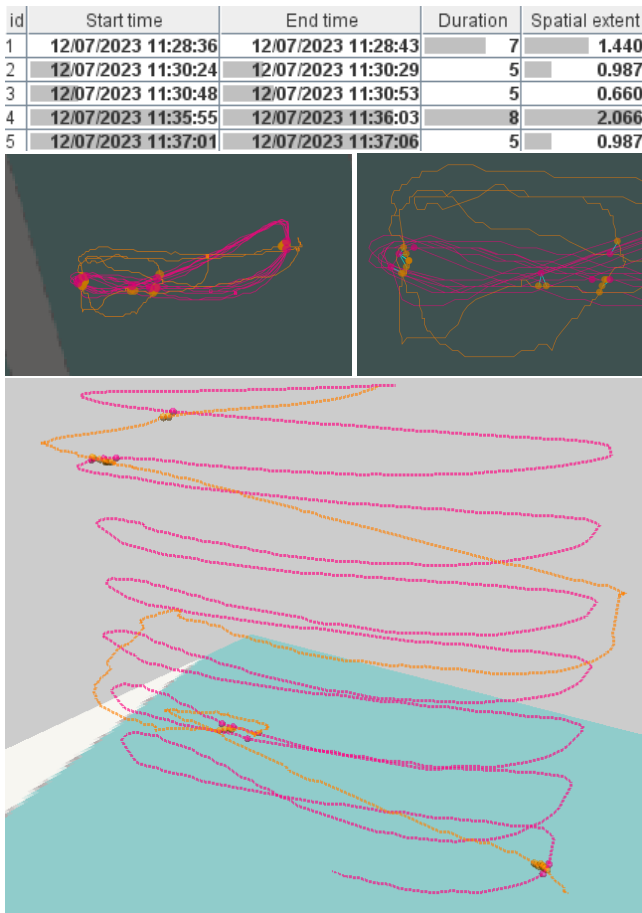 id Start time End time Duration Spatial extent
1 12/07/2023 11:28:36 12/07/2023 11:28:43 7 1.440
2 12/07/2023 11:30:24 12/07/2023 11:30:29 5 0.987
3 12/07/2023 11:30:48 12/07/2023 11:30:53 5 0.660
4 12/07/2023 11:35:55 12/07/2023 11:36:03 8 2.066
5 12/07/2023 11:37:01 12/07/2023 11:37:06 5 0.987